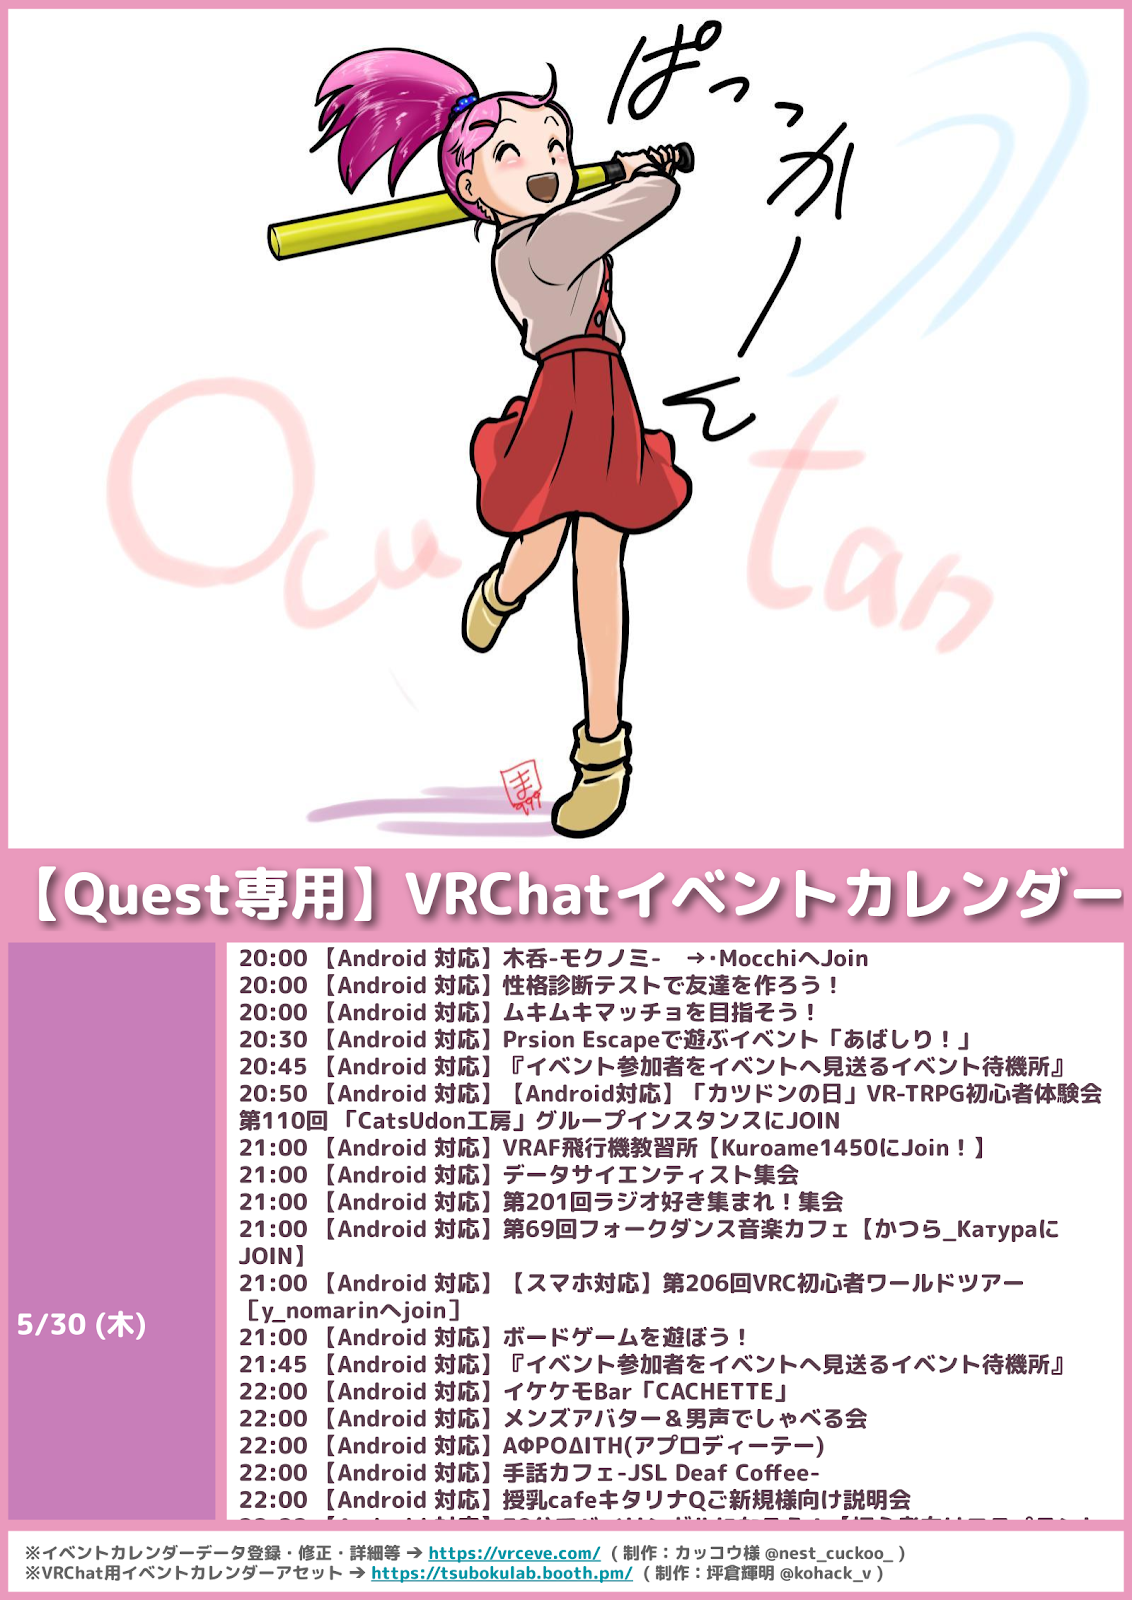 ぱっっかーん
Ocu tan
ま
999
【Quest専用】VRChatイベントカレンダー
5/30 (木)
20:00 【Android 対応】木呑-モクノミ-　→･MocchiへJoin
20:00 【Android 対応】性格診断テストで友達を作ろう！
20:00 【Android 対応】ムキムキマッチョを目指そう！
20:30 【Android 対応】Prsion Escapeで遊ぶイベント「あばしり！」
20:45 【Android 対応】『イベント参加者をイベントへ見送るイベント待機所』
20:50 【Android 対応】【Android対応】「カツドンの日」VR-TRPG初心者体験会
第110回 「CatsUdon工房」グループインスタンスにJOIN
21:00 【Android 対応】VRAF飛行機教習所【Kuroame1450にJoin！】
21:00 【Android 対応】データサイエンティスト集会
21:00 【Android 対応】第201回ラジオ好き集まれ！集会
21:00 【Android 対応】第69回フォークダンス音楽カフェ【かつら_Катураに
JOIN】
21:00 【Android 対応】【スマホ対応】第206回VRC初心者ワールドツアー
［y_nomarinへjoin］
21:00 【Android 対応】ボードゲームを遊ぼう！
21:45 【Android 対応】『イベント参加者をイベントへ見送るイベント待機所』
22:00 【Android 対応】イケケモBar「CACHETTE」
22:00 【Android 対応】メンズアバター＆男声でしゃべる会
22:00 【Android 対応】ΑΦΡΟΔΙΤΗ(アプロディーテー)
22:00 【Android 対応】手話カフェ-JSL Deaf Coffee-
22:00 【Android 対応】授乳cafeキタリナQご新規様向け説明会
※イベントカレンダーデータ登録・修正・詳細等 ➔ https://vrceve.com/ （制作：カッコウ様 @nest_cuckoo_ ）
※VRChat用イベントカレンダーアセット ➔ https://tsubokulab.booth.pm/ （制作：坪倉輝明 @kohack_v ）